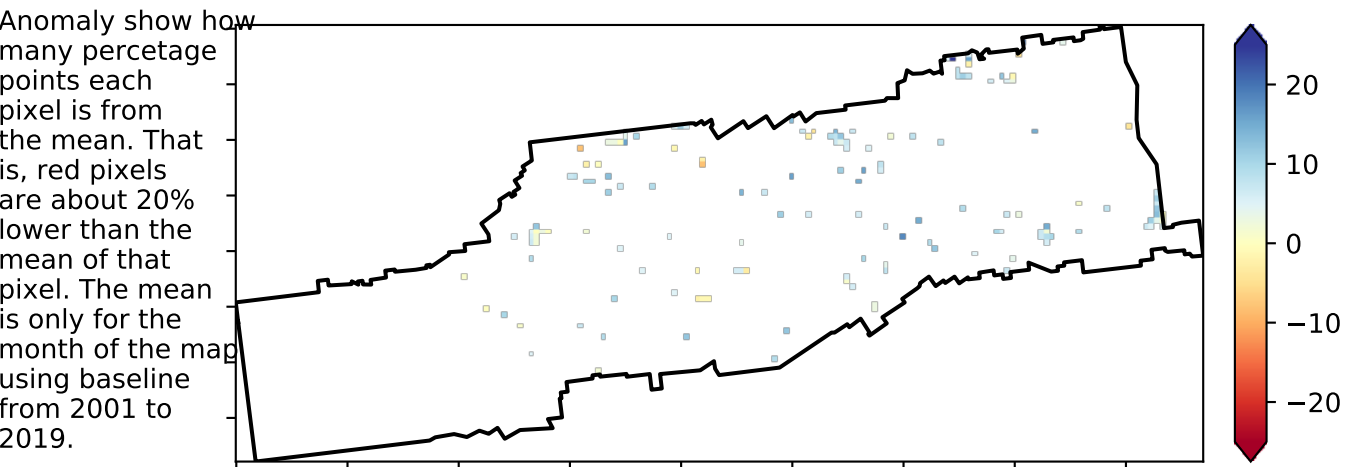 Anomaly show how
many percetage
points each
pixel is from
the mean. That
is, red pixels
are about 20%
lower than the
mean of that
pixel. The mean
is only for the
month of the map
using baseline
from 2001 to
2019.
20
10
0
−10
−20